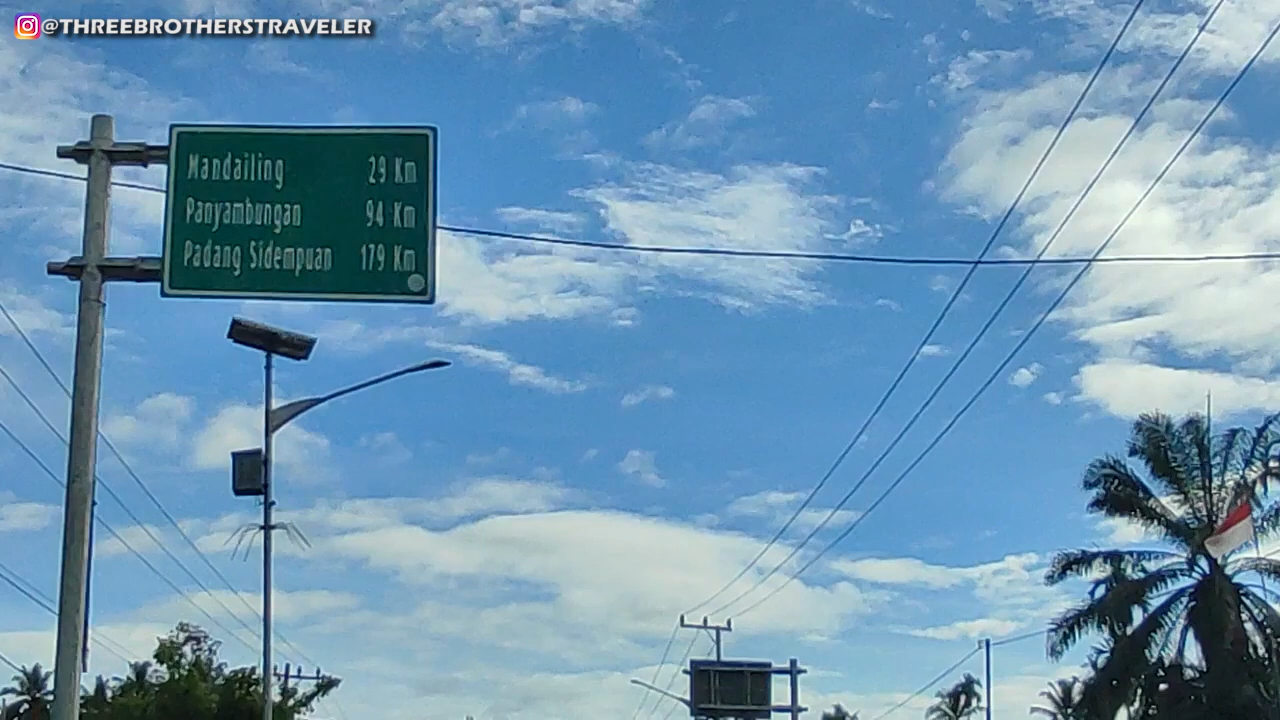 @THREEBROTHERSTRAVELER
Mandailing 29 Km
Panyambungan 94 Km
Padang Sidempuan 179 Km